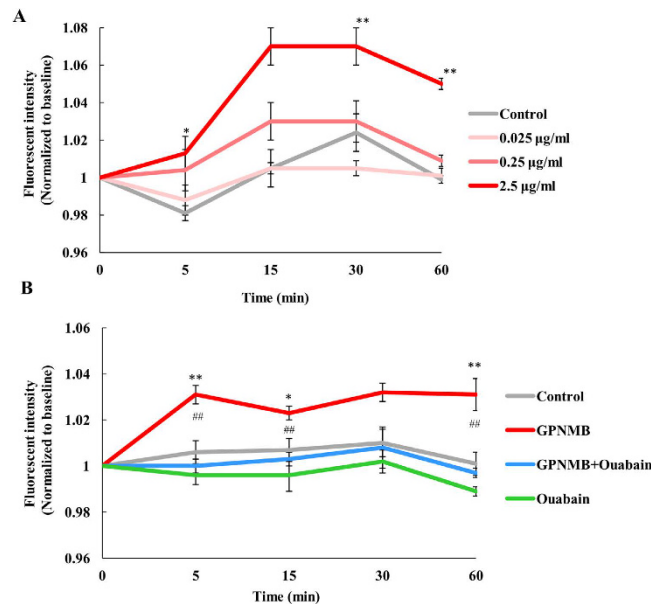 A
Fluorescent intensity
(Normalized to baseline)
1.08
1.06
1.04
1.02
1
0.98
0.96
**
**
*
Control
0.025 µg/ml
0.25 µg/ml
2.5 µg/ml
0 5 15 30 60
Time (min)
B
Fluorescent intensity
(Normalized to baseline)
1.06
1.04
1.02
1
0.98
0.96
** * **
## ## ##
Control
GPNMB
GPNMB+Ouabain
Ouabain
0 5 15 30 60
Time (min)